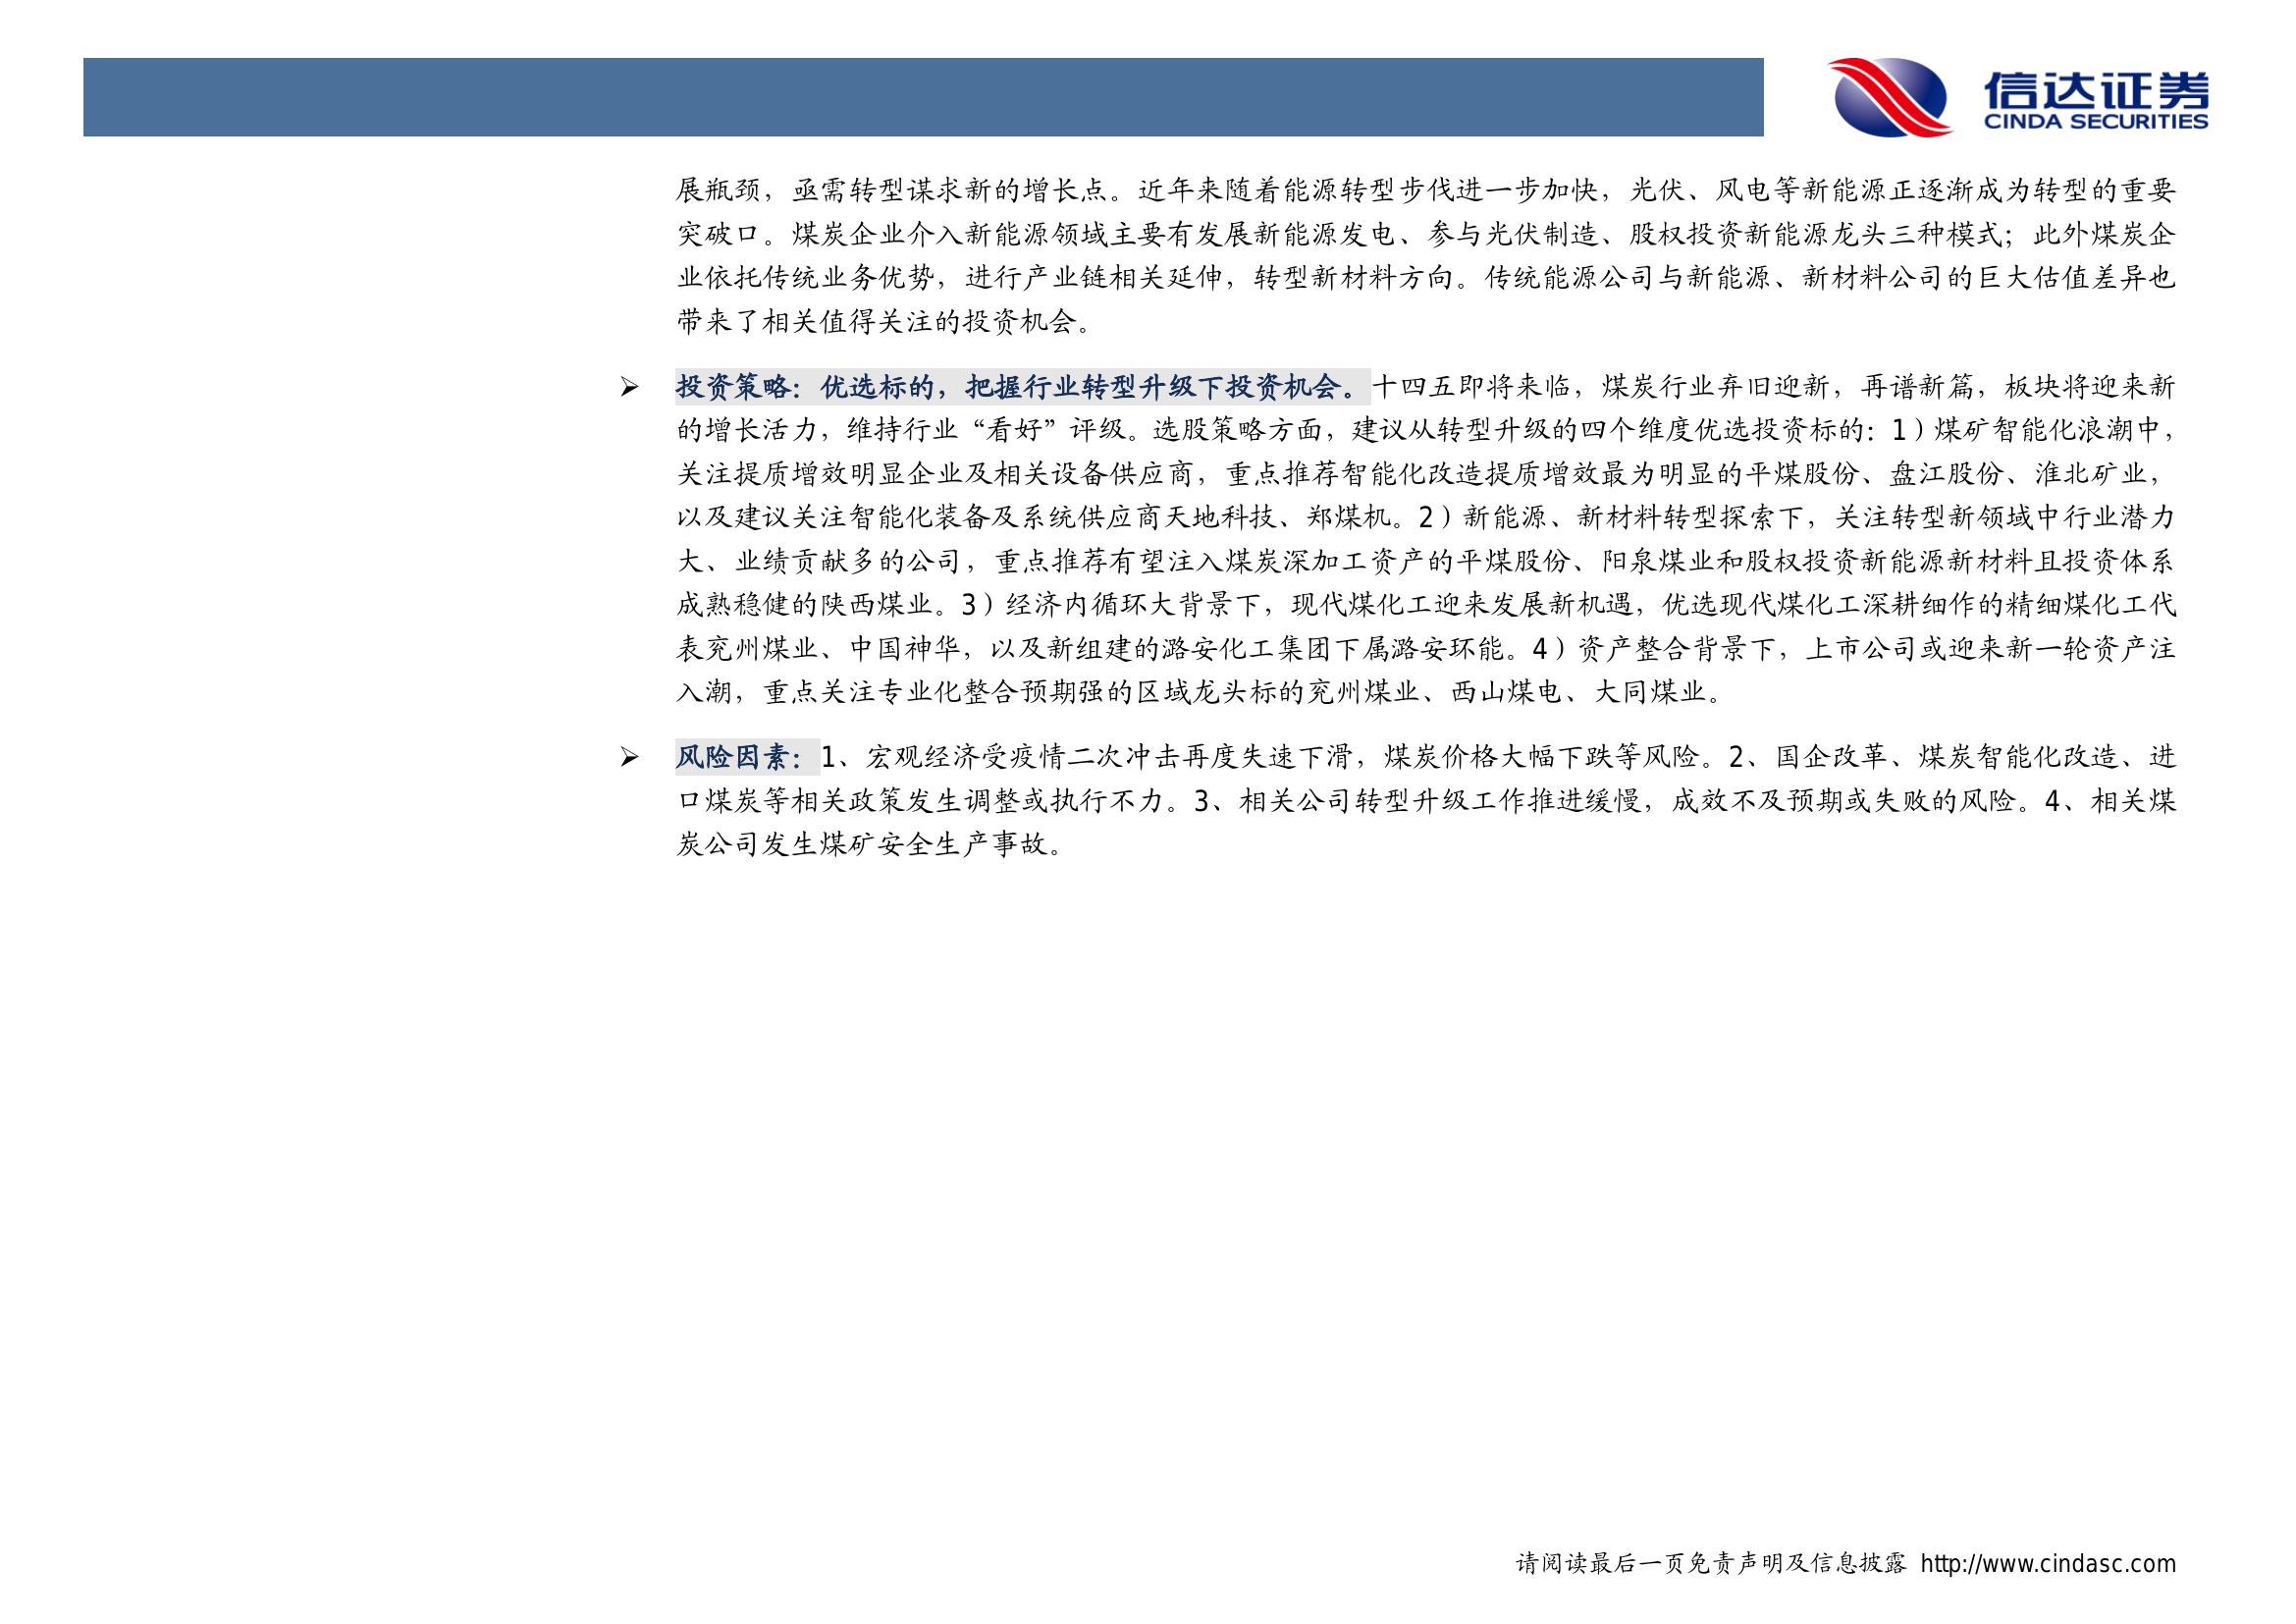 信达证券
CINDA SECURITIES
展瓶颈，亟需转型谋求新的增长点。近年来随着能源转型步伐进一步加快，光伏、风电等新能源正逐渐成为转型的重要
突破口。煤炭企业介入新能源领域主要有发展新能源发电、参与光伏制造、股权投资新能源龙头三种模式；此外煤炭企
业依托传统业务优势，进行产业链相关延伸，转型新材料方向。传统能源公司与新能源、新材料公司的巨大估值差异也
带来了相关值得关注的投资机会。
➢ 投资策略：优选标的，把握行业转型升级下投资机会。十四五即将来临，煤炭行业弃旧迎新，再谱新篇，板块将迎来新
的增长活力，维持行业“看好”评级。选股策略方面，建议从转型升级的四个维度优选投资标的：1）煤矿智能化浪潮中，
关注提质增效明显企业及相关设备供应商，重点推荐智能化改造提质增效最为明显的平煤股份、盘江股份、淮北矿业，
以及建议关注智能化装备及系统供应商天地科技、郑煤机。2）新能源、新材料转型探索下，关注转型新领域中行业潜力
大、业绩贡献多的公司，重点推荐有望注入煤炭深加工资产的平煤股份、阳泉煤业和股权投资新能源新材料且投资体系
成熟稳健的陕西煤业。3）经济内循环大背景下，现代煤化工迎来发展新机遇，优选现代煤化工深耕细作的精细煤化工代
表兖州煤业、中国神华，以及新组建的潞安化工集团下属潞安环能。4）资产整合背景下，上市公司或迎来新一轮资产注
入潮，重点关注专业化整合预期强的区域龙头标的兖州煤业、西山煤电、大同煤业。
➢ 风险因素：1、宏观经济受疫情二次冲击再度失速下滑，煤炭价格大幅下跌等风险。2、国企改革、煤炭智能化改造、进
口煤炭等相关政策发生调整或执行不力。3、相关公司转型升级工作推进缓慢，成效不及预期或失败的风险。4、相关煤
炭公司发生煤矿安全生产事故。
请阅读最后一页免责声明及信息披露 http://www.cindasc.com